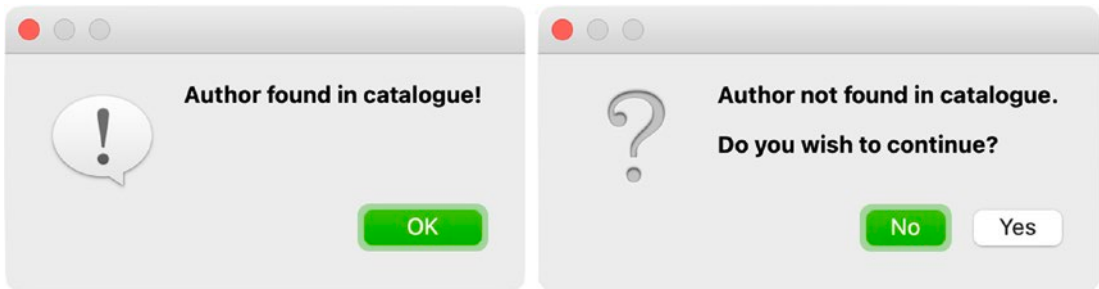 Author found in catalogue!
OK
Author not found in catalogue.
Do you wish to continue?
No Yes